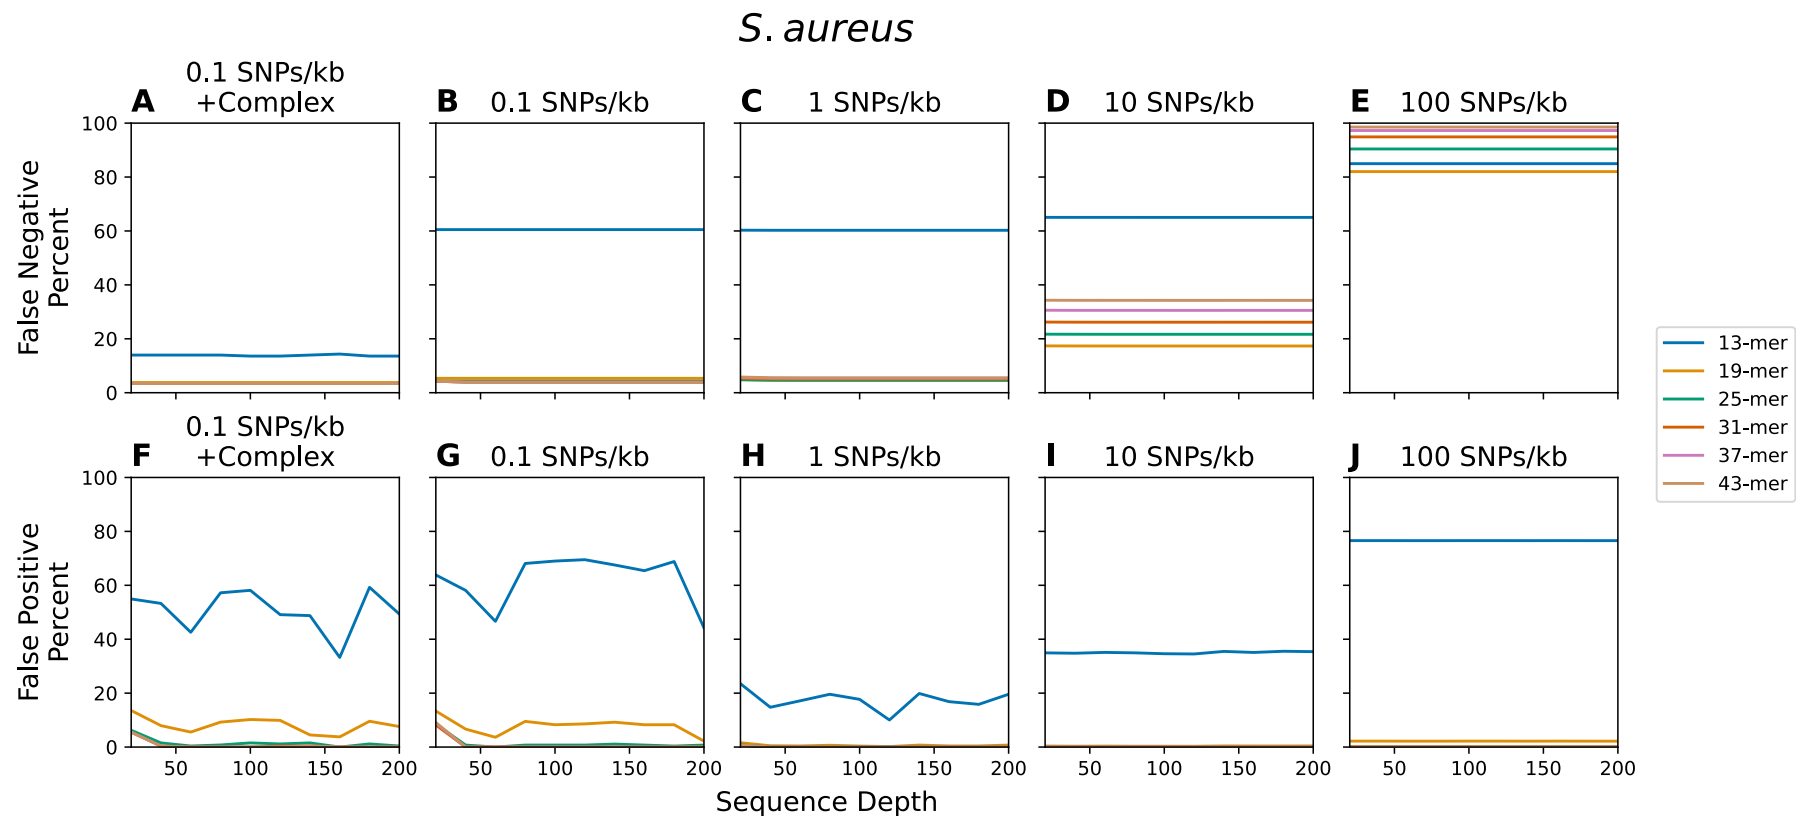 S. aureus
0.1 SNPs/kb
A +Complex
B 0.1 SNPs/kb
C 1 SNPs/kb
D 10 SNPs/kb
E 100 SNPs/kb
100
80
60
40
20
0
False Negative
Percent
0.1 SNPs/kb
F +Complex
G 0.1 SNPs/kb
H 1 SNPs/kb
I 10 SNPs/kb
J 100 SNPs/kb
100
80
60
40
20
0
False Positive
Percent
50 100 150 200
50 100 150 200
50 100 150 200
50 100 150 200
50 100 150 200
Sequence Depth
13-mer
19-mer
25-mer
31-mer
37-mer
43-mer